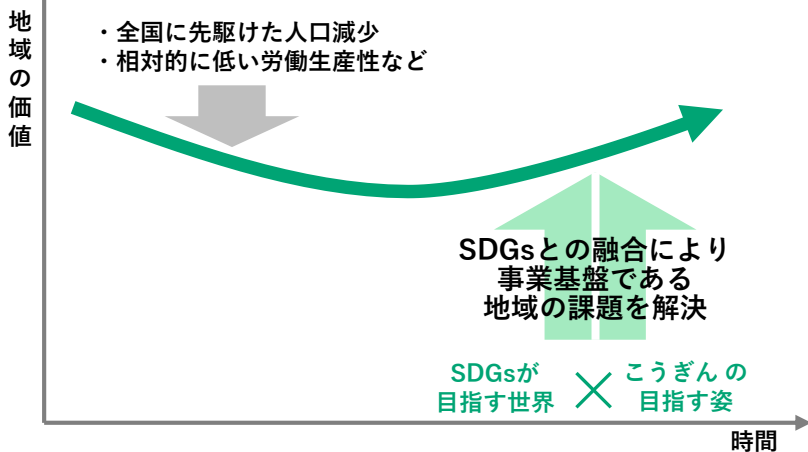 地域の価値
・全国に先駆けた人口減少
・相対的に低い労働生産性など
SDGsとの融合により
事業基盤である
地域の課題を解決
SDGsが
目指す世界
×
こうぎん の
目指す姿
時間